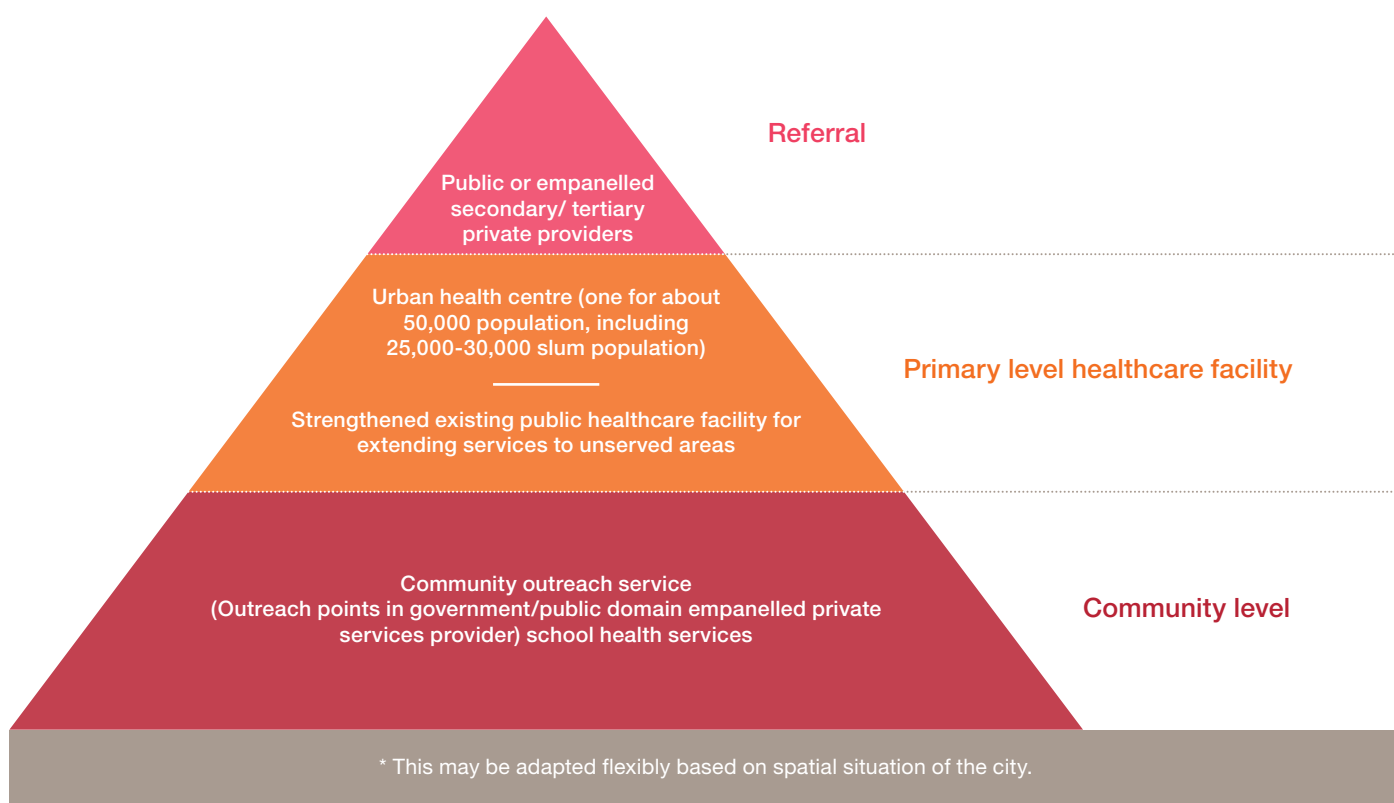 Referral
Public or empanelled
secondary/ tertiary
private providers
Urban health centre (one for about
50,000 population, including
25,000-30,000 slum population)
Primary level healthcare facility
Strengthened existing public healthcare facility for
extending services to unserved areas
Community outreach service
(Outreach points in government/public domain empanelled private
services provider) school health services
Community level
* This may be adapted flexibly based on spatial situation of the city.